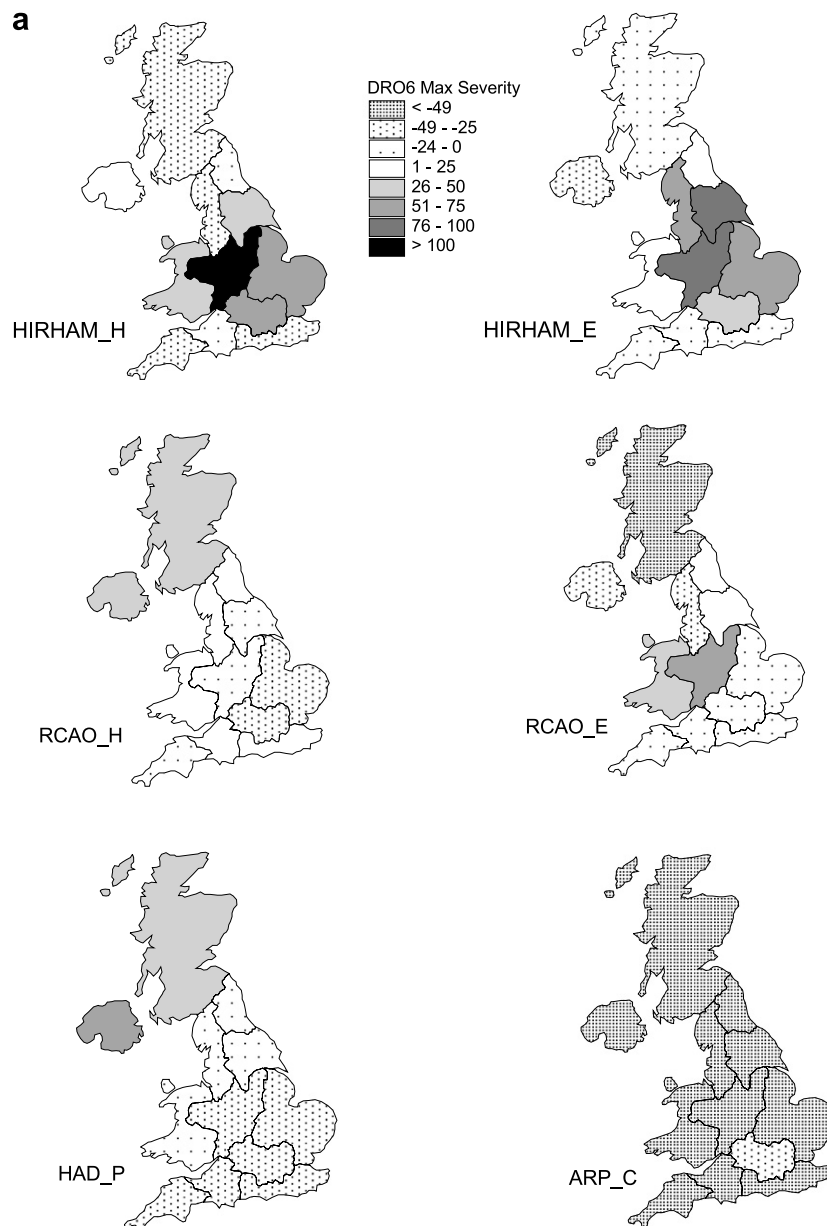 a
DRO6 Max Severity
< -49
-49 - -25
-24 - 0
1 - 25
26 - 50
51 - 75
76 - 100
> 100
HIRHAM_H
HIRHAM_E
RCAO_H
RCAO_E
HAD_P
ARP_C